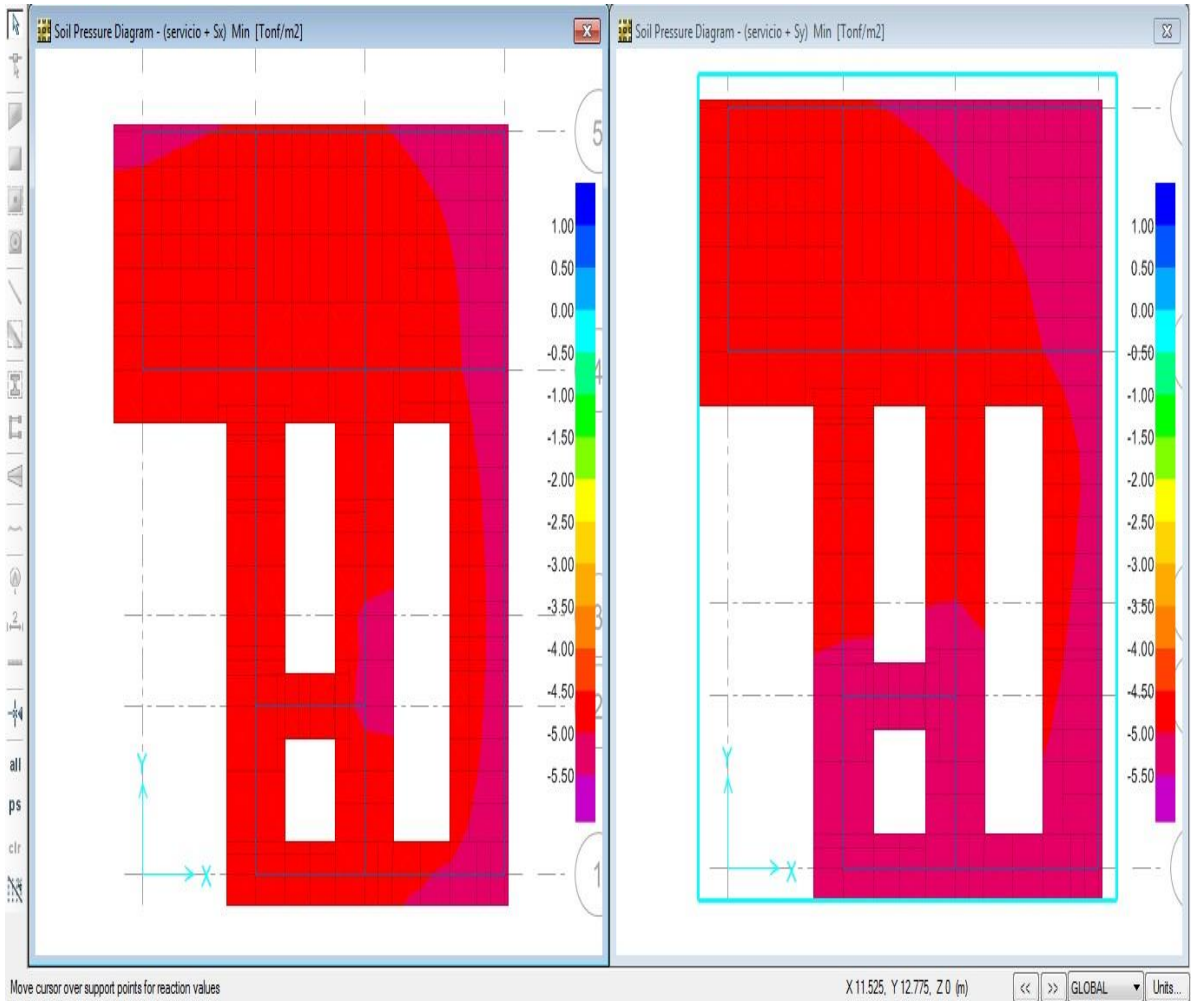 Soil Pressure Diagram - (servicio + Sx) Min [Tonf/m2]
X
Soil Pressure Diagram - (servicio + Sy) Min [Tonf/m2]
5
4
3
2
1
1.00
0.50
0.00
-0.50
-1.00
-1.50
-2.00
-2.50
-3.00
-3.50
-4.00
-4.50
-5.00
-5.50
Y
X
1.00
0.50
0.00
-0.50
-1.00
-1.50
-2.00
-2.50
-3.00
-3.50
-4.00
-4.50
-5.00
-5.50
Y
X
2
all
ps
clr
Move cursor over support points for reaction values
X 11.525, Y 12.775, Z 0 (m)
<< >> GLOBAL Units...